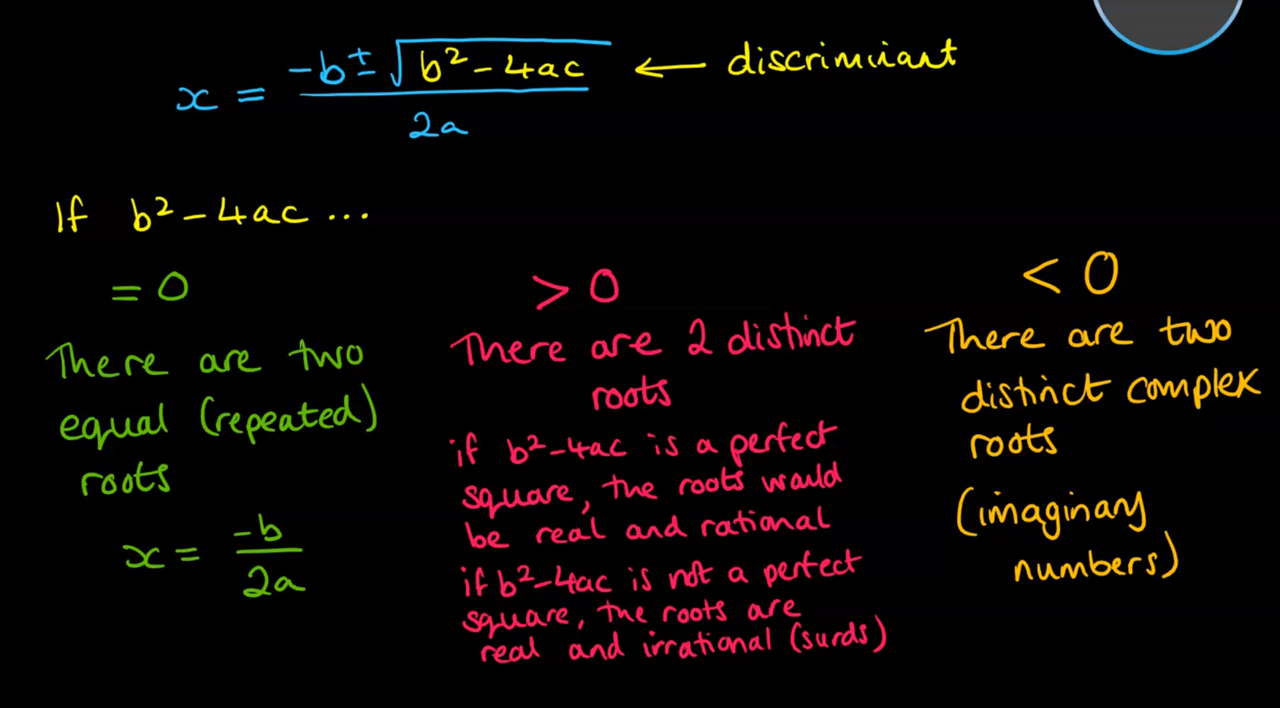 x = -b ± √b² - 4ac / 2a ← discriminant
If b² - 4ac ...
= 0
There are two
equal (repeated)
roots
x = -b / 2a
> 0
There are 2 distinct
roots
if b² - 4ac is a perfect
square, the roots would
be real and rational
if b² - 4ac is not a perfect
square, the roots are
real and irrational (surds)
< 0
There are two
distinct complex
roots
(imaginary
numbers)